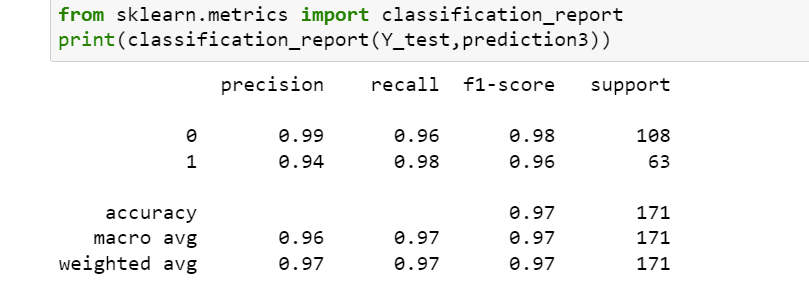 from sklearn.metrics import classification_report
print(classification_report(Y_test,prediction3))
precision recall f1-score support
0 0.99 0.96 0.98 108
1 0.94 0.98 0.96 63
accuracy 0.97 171
macro avg 0.96 0.97 0.97 171
weighted avg 0.97 0.97 0.97 171